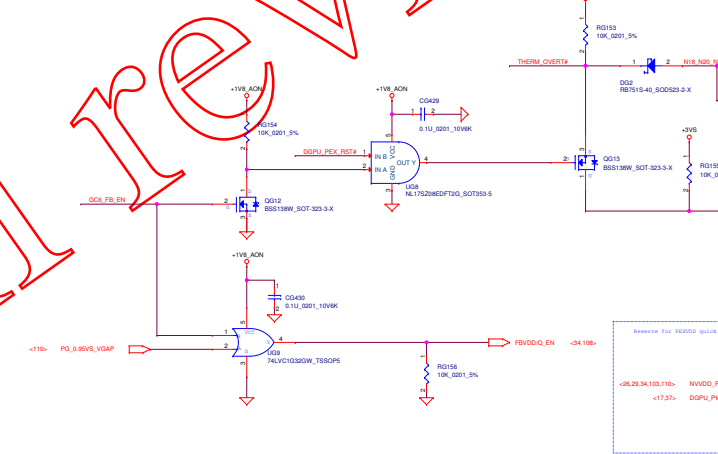 RG153
10K_0201_5%
THERM_OVERT#
N18_N20_N
DG2
RB751S-40_SOD523-2-X
+1V8_AON
+1V8_AON
CG429
0.1U_0201_10V6K
RG154
10K_0201_5%
+3VS
DGPU_PEX_RST#
IN B
IN A
VCC
GND
OUT Y
UG8
NL17SZ08EDFT2G_SOT353-5
QG13
BSS138W_SOT-323-3-X
RG155
10K_0
GC6_FB_EN
QG12
BSS138W_SOT-323-3-X
+1V8_AON
CG430
0.1U_0201_10V6K
<110> PG_0.95VS_VGAP
UG9
74LVC1G32GW_TSSOP5
FBVDD/Q_EN <34,108>
RG156
10K_0201_5%
Reserve for PEXVDD quick
<26,29,34,103,110> NVVDD_P
<17,37> DGPU_PW